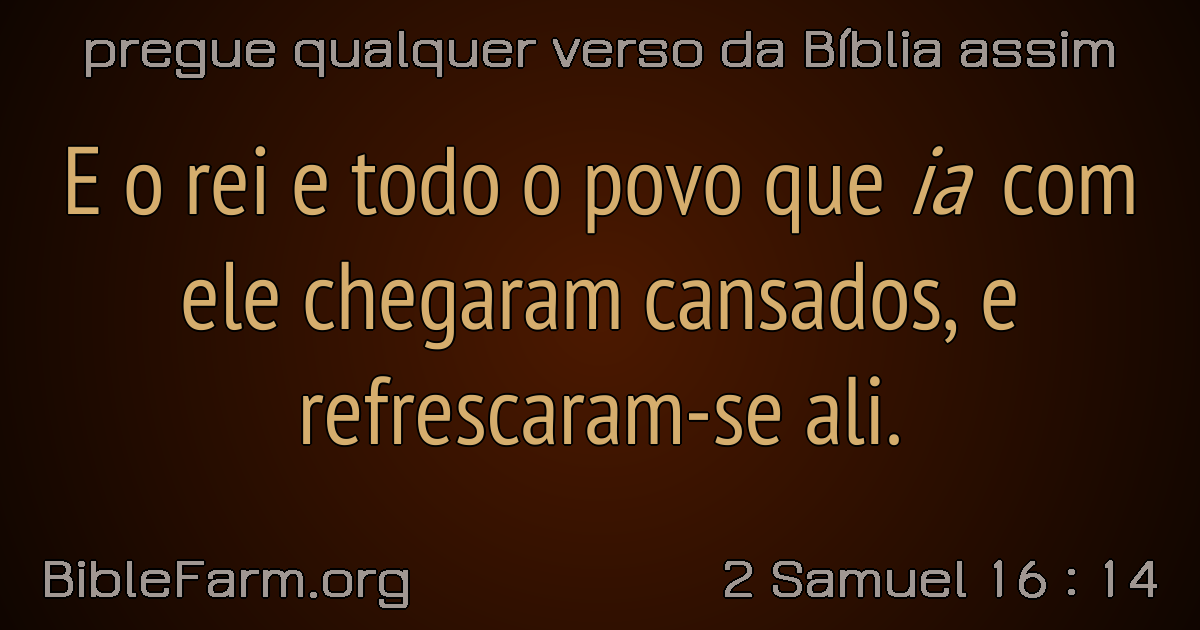 pregue qualquer verso da Bíblia assim
E o rei e todo o povo que ia com
ele chegaram cansados, e
refrescaram-se ali.
BibleFarm.org
2 Samuel 16 : 14